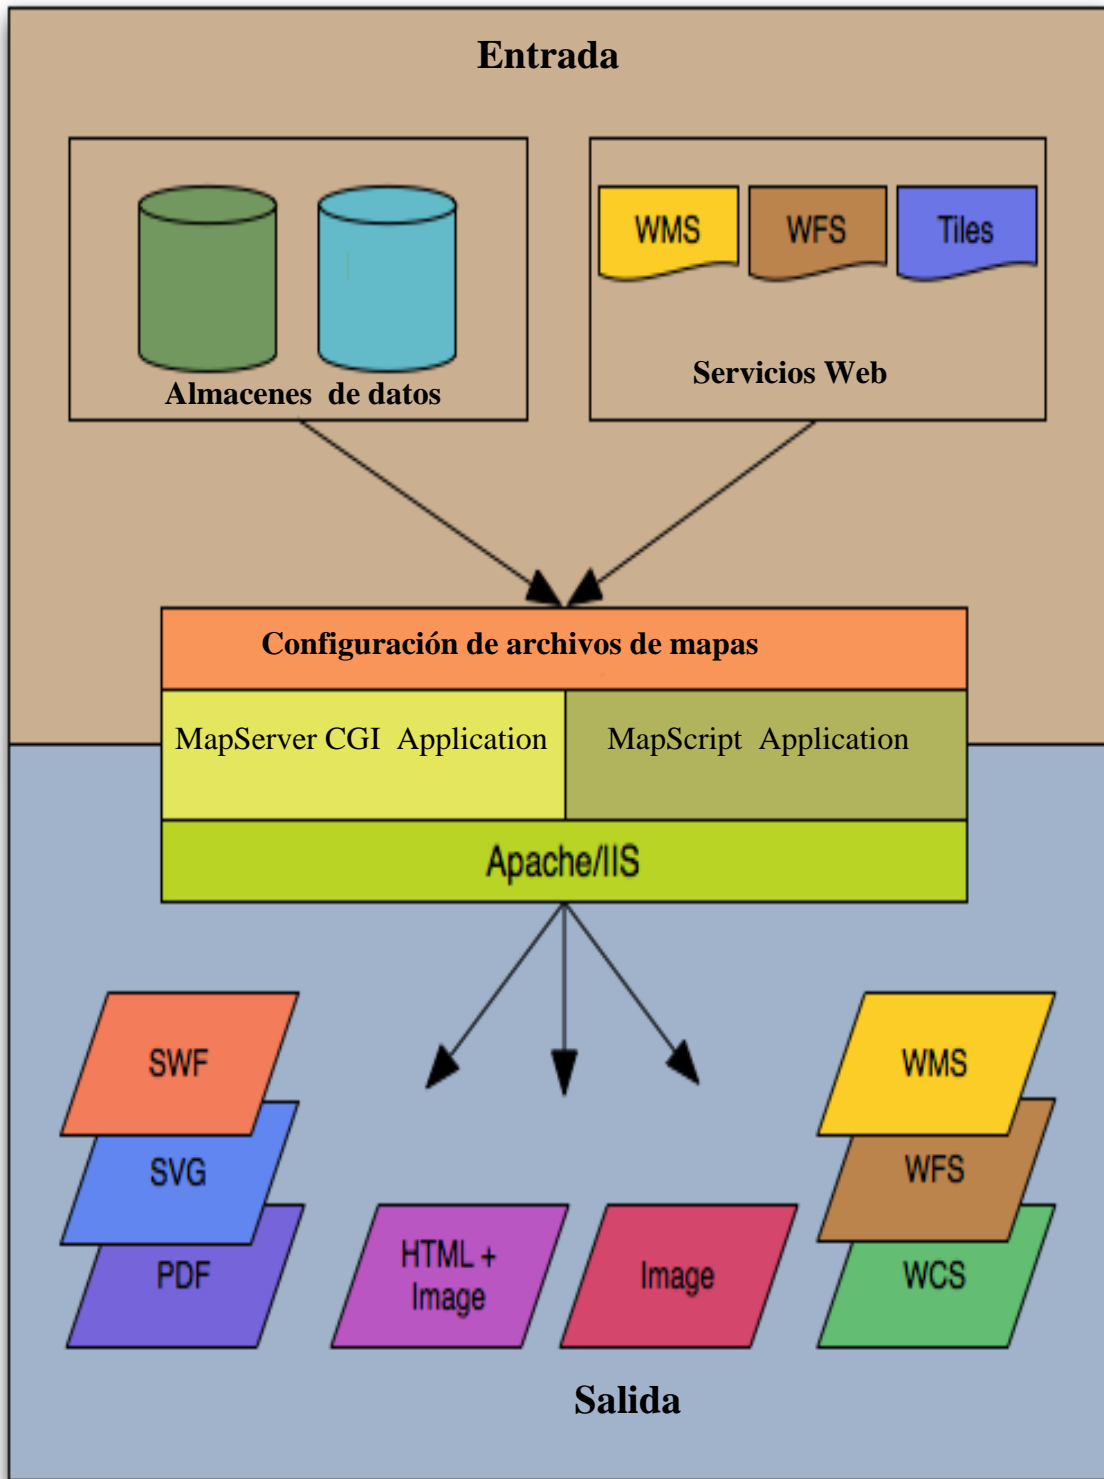 Entrada
WMS
WFS
Tiles
Almacenes de datos
Servicios Web
Configuración de archivos de mapas
MapServer CGI Application
MapScript Application
Apache/IIS
SWF
SVG
PDF
HTML +
Image
Image
WMS
WFS
WCS
Salida